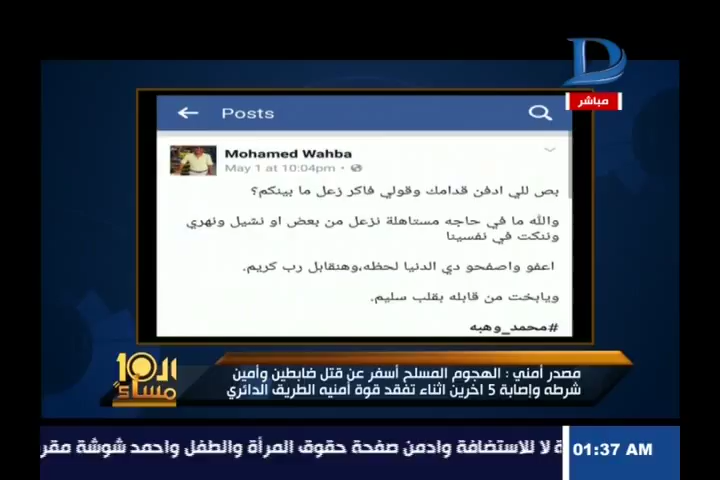 مباشر
Posts
Mohamed Wahba
May 1 at 10:04pm
بص للي ادفن قدامك وقولي فاكر زعل ما بينكم؟
والله ما في حاجه مستاهلة نزعل من بعض او نشيل ونهري
وننكت في نفسينا
اعفو واصفحو دي الدنيا لحظه،وهنقابل رب كريم.
ويابخت من قابله بقلب سليم.
#محمد_وهبه
العاشرة 10
مساءً
مصدر أمني : الهجوم المسلح أسفر عن قتل ضابطين وأمين
شرطه وإصابة 5 اخرين اثناء تفقد قوة أمنيه الطريق الدائري
ة لا للاستضافة وادمن صفحة حقوق المرأة والطفل واحمد شوشة مقر
01:37 AM